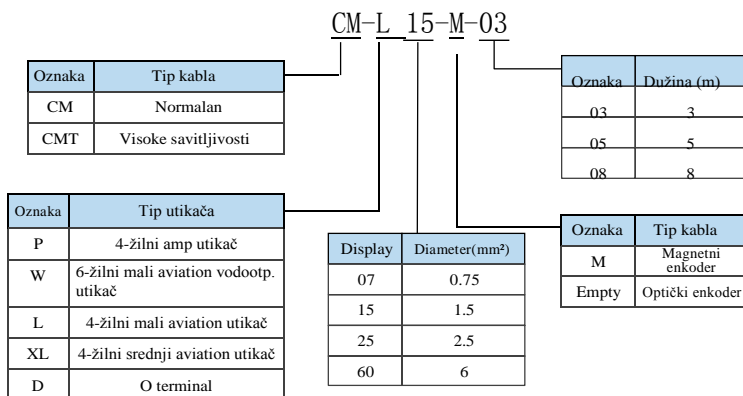 CM-L 15-M-03
Oznaka Tip kabla
CM Normalan
CMT Visoke savitljivosti
Oznaka Dužina (m)
03 3
05 5
08 8
Oznaka Tip utikača
P 4-žilni amp utikač
W 6-žilni mali aviation vodootp.
utikač
L 4-žilni mali aviation utikač
XL 4-žilni srednji aviation utikač
D O terminal
Display Diameter(mm²)
07 0.75
15 1.5
25 2.5
60 6
Oznaka Tip kabla
M Magnetni
enkoder
Empty Optički enkoder